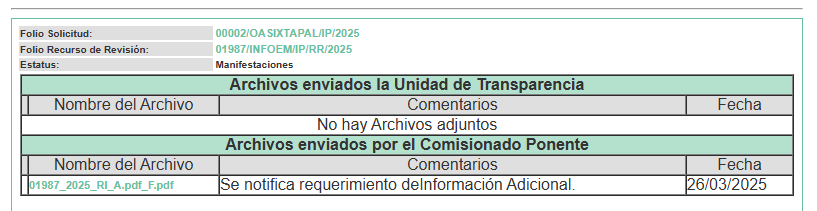 Folio Solicitud: 00002/OASIXTAPAL/IP/2025
Folio Recurso de Revisión: 01987/INFOEM/IP/RR/2025
Estatus: Manifestaciones
Archivos enviados la Unidad de Transparencia
Nombre del Archivo Comentarios Fecha
No hay Archivos adjuntos
Archivos enviados por el Comisionado Ponente
Nombre del Archivo Comentarios Fecha
01987_2025_RI_A.pdf_F.pdf Se notifica requerimiento deInformación Adicional. 26/03/2025